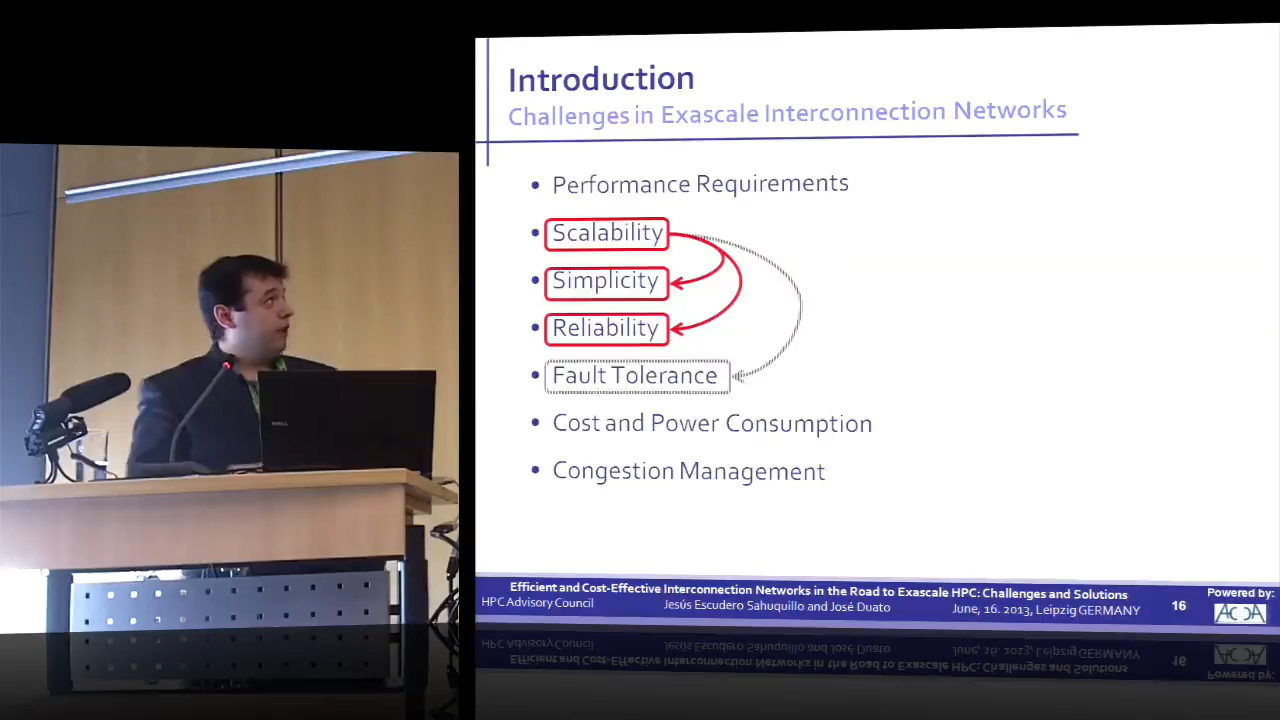 Introduction
Challenges in Exascale Interconnection Networks
• Performance Requirements
• Scalability
• Simplicity
• Reliability
• Fault Tolerance
• Cost and Power Consumption
• Congestion Management
Efficient and Cost-Effective Interconnection Networks in the Road to Exascale HPC: Challenges and Solutions
HPC Advisory Council Jesús Escudero Sahuquillo and José Duato June, 16. 2013, Leipzig GERMANY
16
Powered by: